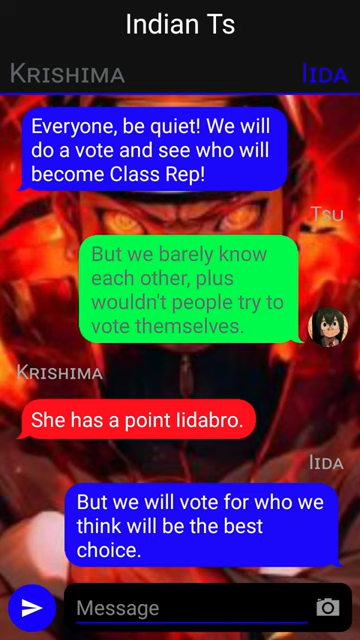 Indian Ts
Krishima
Iida
Everyone, be quiet! We will
do a vote and see who will
become Class Rep!
Tsu
But we barely know
each other, plus
wouldn't people try to
vote themselves.
Krishima
She has a point Iidabro.
Iida
But we will vote for who we
think will be the best
choice.
Message